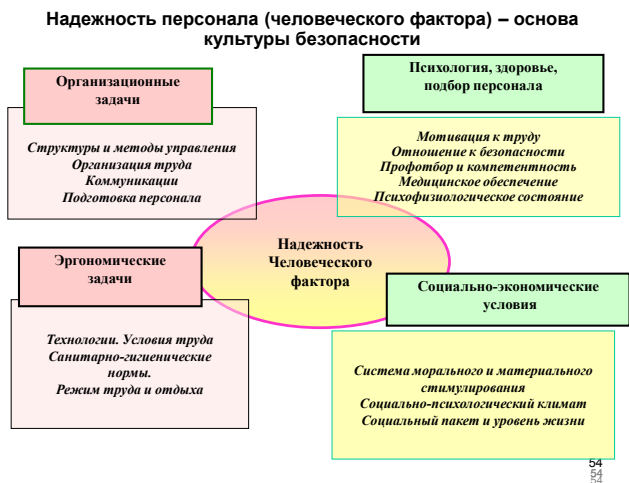 Надежность персонала (человеческого фактора) – основа
культуры безопасности
Организационные
задачи
Структуры и методы управления
Организация труда
Коммуникации
Подготовка персонала
Психология, здоровье,
подбор персонала
Мотивация к труду
Отношение к безопасности
Профотбор и компетентность
Медицинское обеспечение
Психофизиологическое состояние
Надежность
Человеческого
фактора
Эргономические
задачи
Технологии. Условия труда
Санитарно-гигиенические
нормы.
Режим труда и отдыха
Социально-экономические
условия
Система морального и материального
стимулирования
Социально-психологический климат
Социальный пакет и уровень жизни
54
54
54